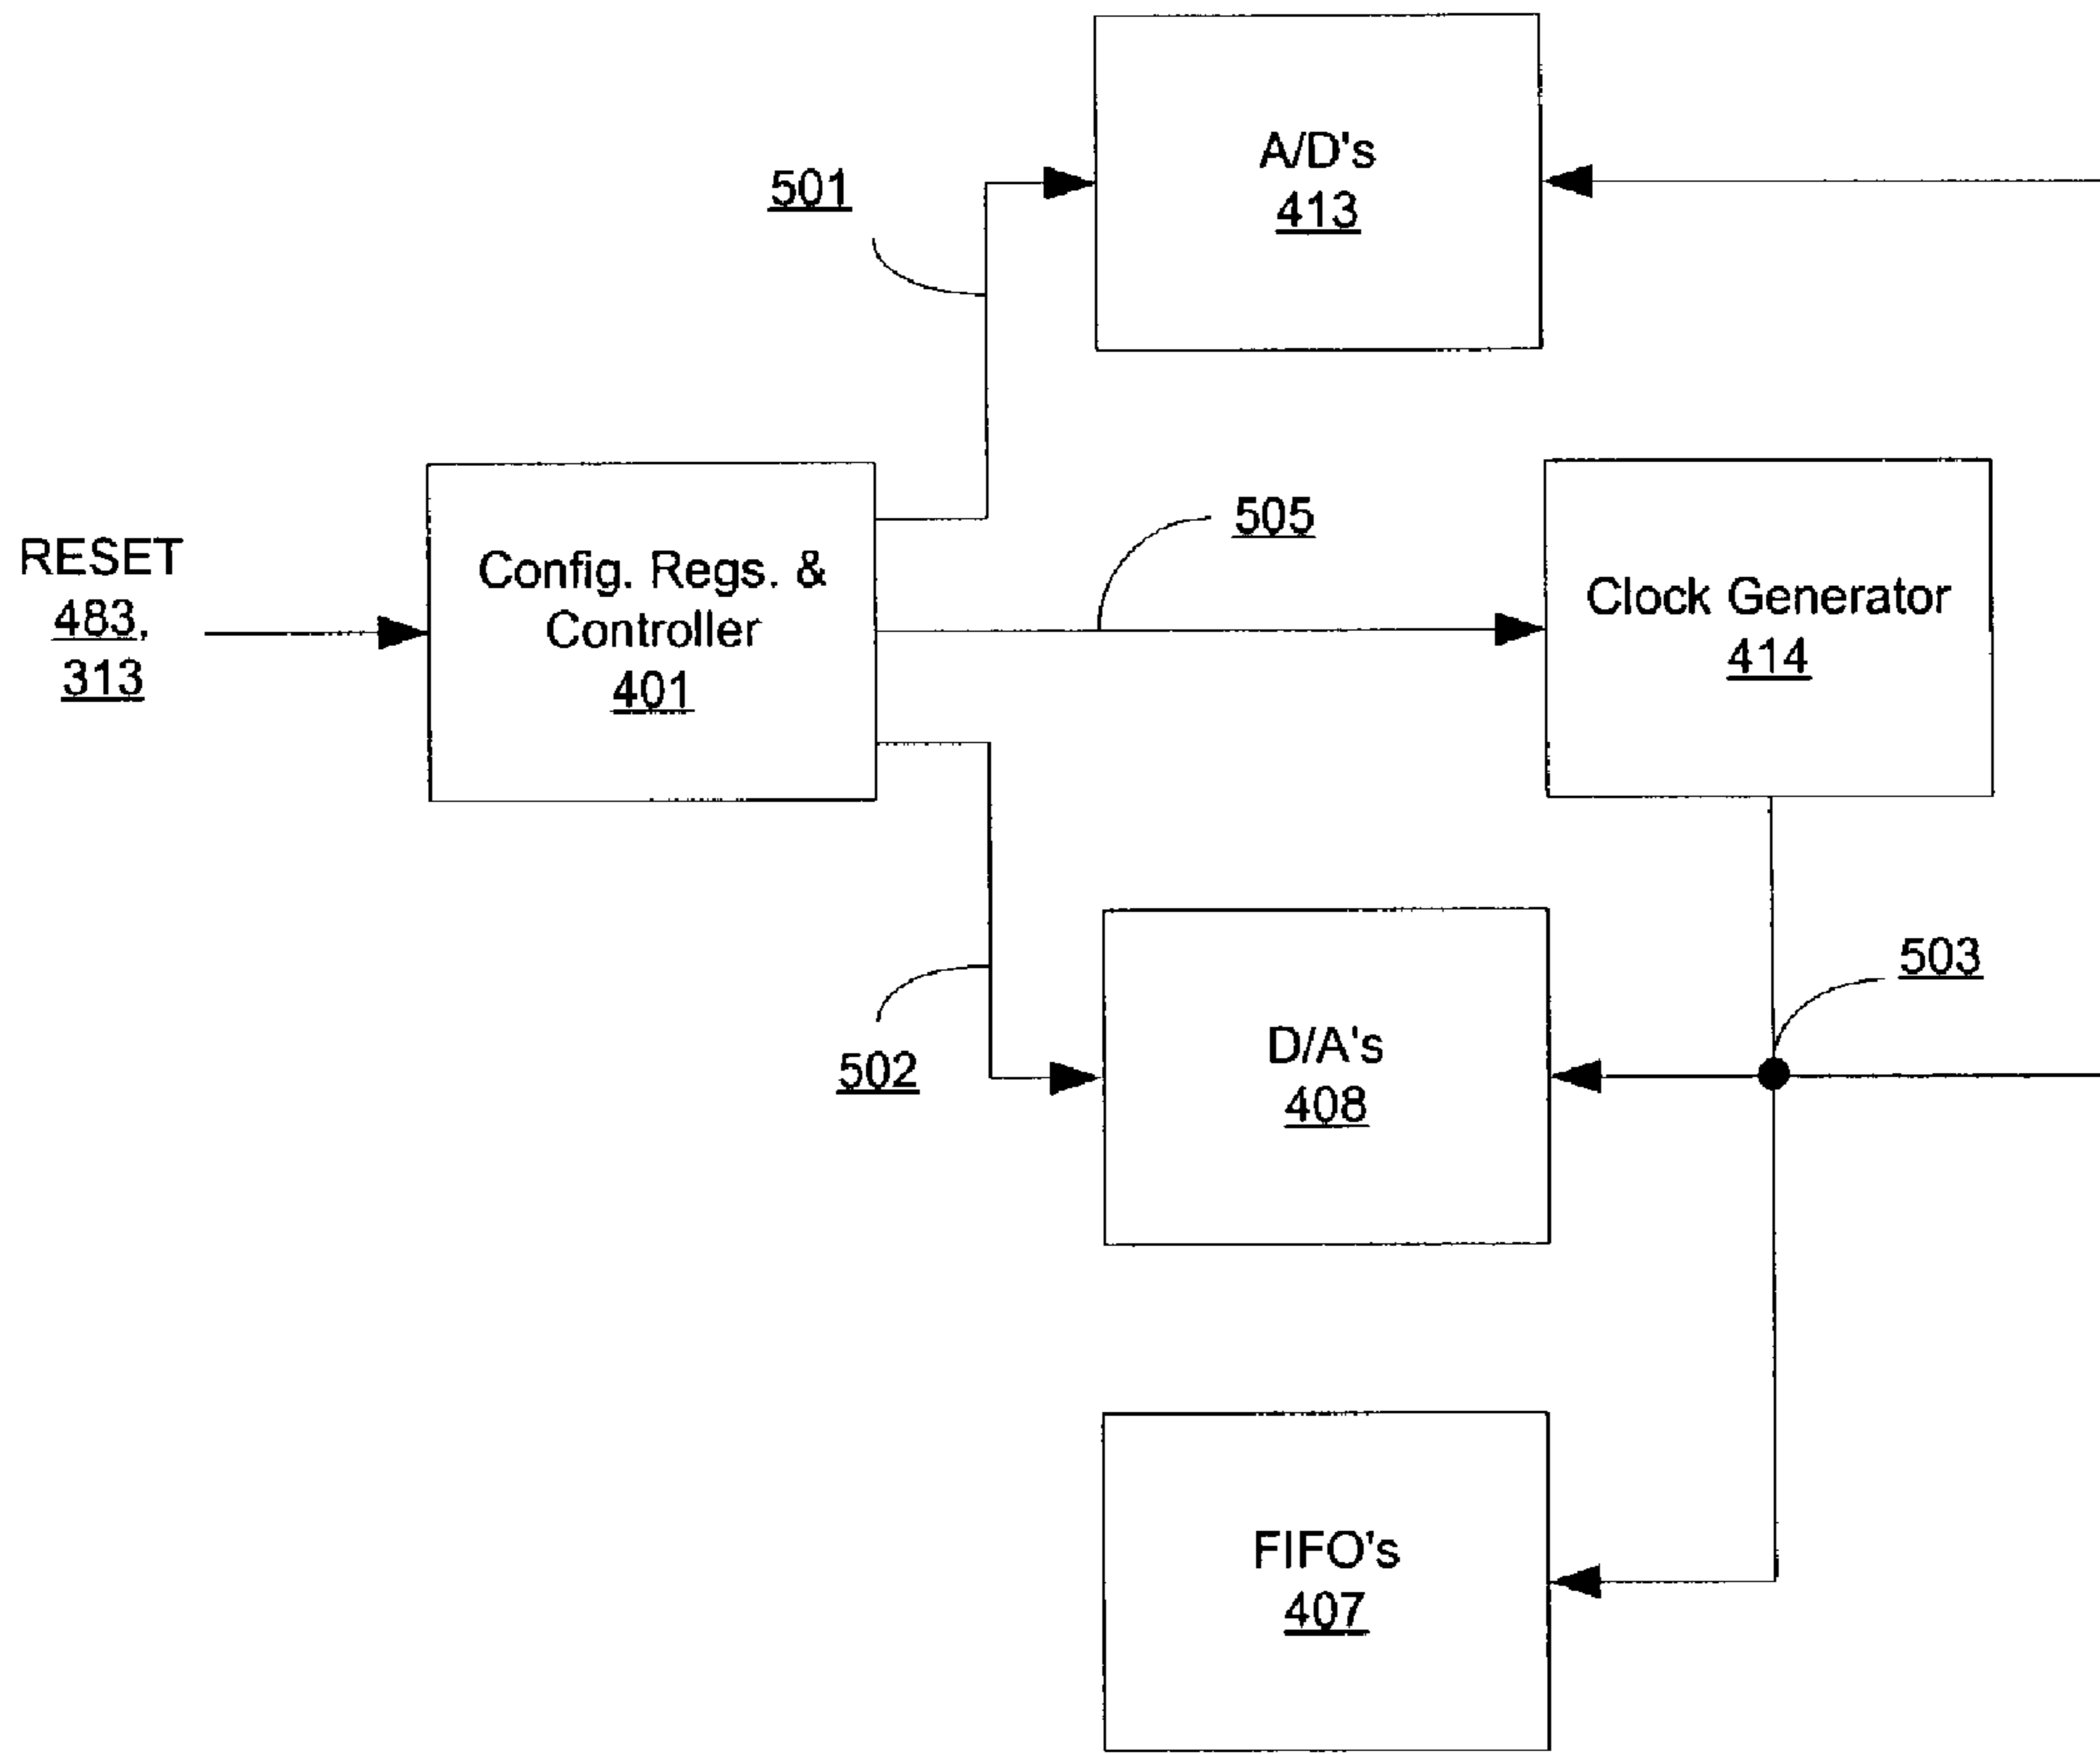 A/D's
413
501
505
RESET
483,
313
Config. Regs. &
Controller
401
Clock Generator
414
503
D/A's
408
502
FIFO's
407